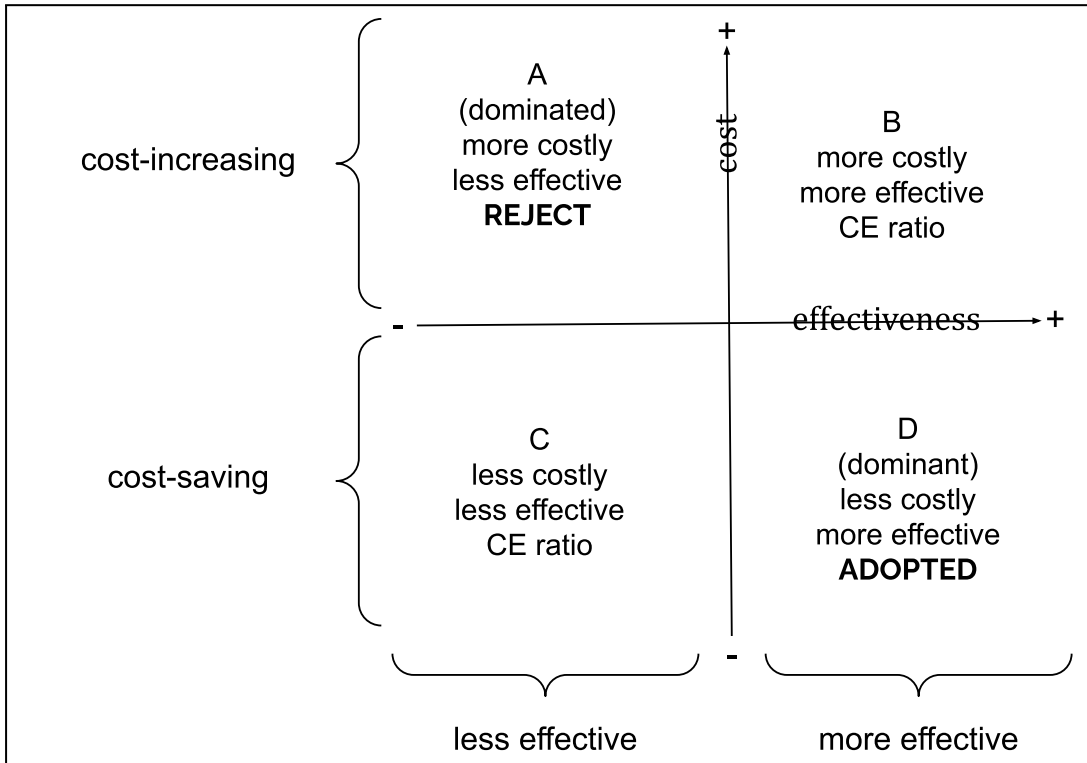 +
A
(dominated)
more costly
less effective
REJECT
cost
B
more costly
more effective
CE ratio
cost-increasing
-
effectiveness
+
C
less costly
less effective
CE ratio
D
(dominant)
less costly
more effective
ADOPTED
cost-saving
-
less effective
more effective